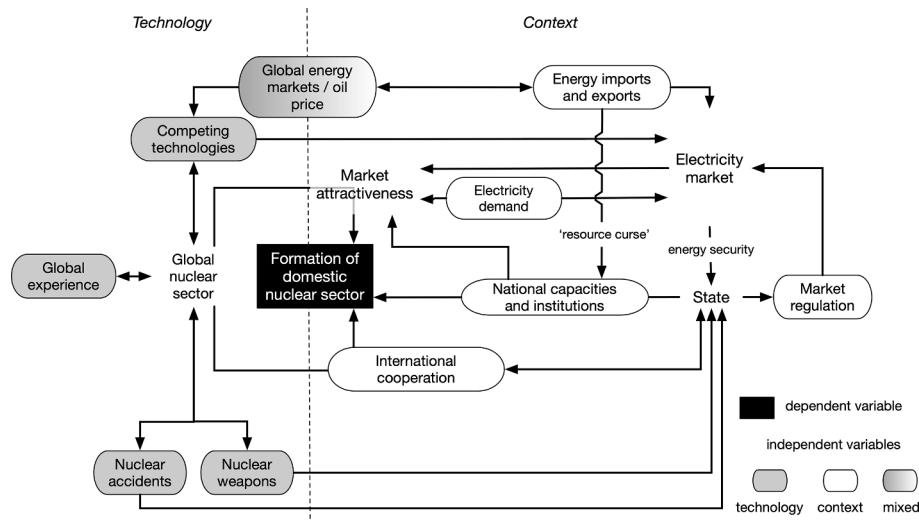 Technology
Context
Global energy
markets / oil
price
Energy imports
and exports
Competing
technologies
Electricity
market
Market
attractiveness
Electricity
demand
'resource curse'
energy security
Global
experience
Global
nuclear
sector
Formation of
domestic
nuclear sector
National capacities
and institutions
State
Market
regulation
International
cooperation
dependent variable
independent variables
Nuclear
accidents
Nuclear
weapons
technology
context
mixed